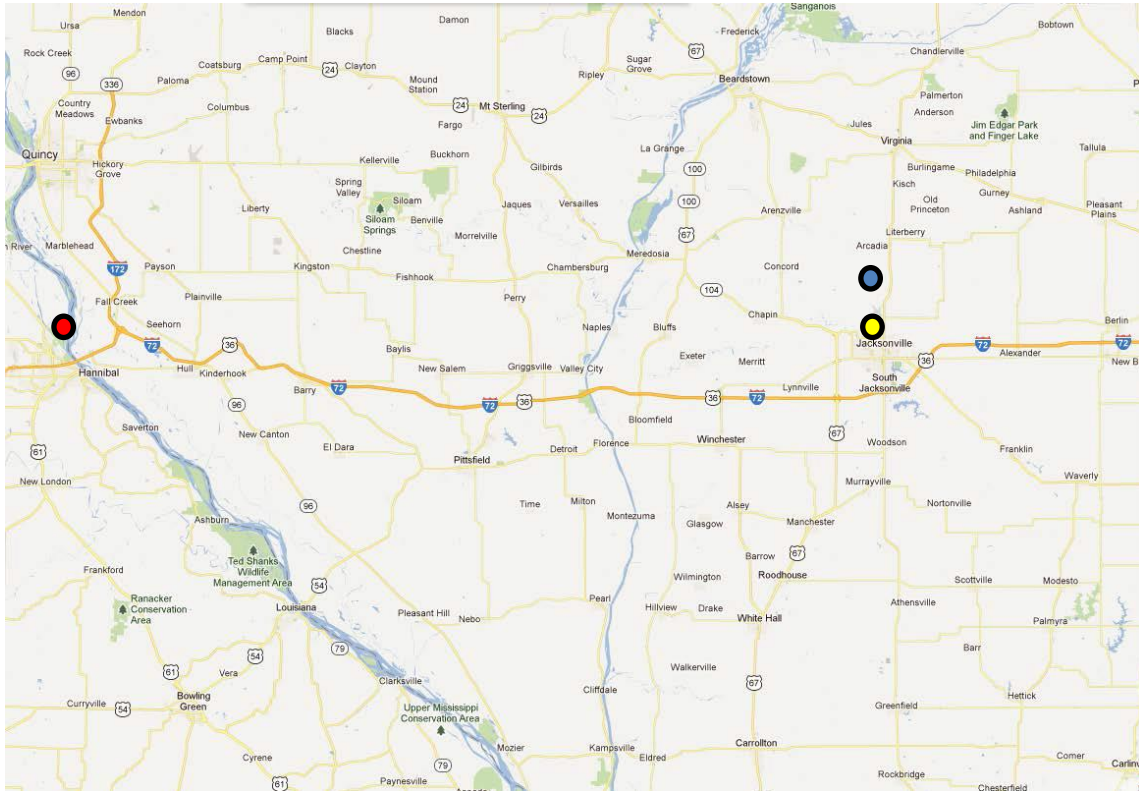 Ursa
Mendon
Damon
Blacks
Sanganois
Frederick
67
Bobtown
Rock Creek
96
Coatsburg
Camp Point
24
Clayton
Mound
Station
Ripley
Sugar
Grove
67
Chandlerville
Beardstown
336
Paloma
Country
Meadows
Columbus
24
Mt Sterling
24
Palmerton
Anderson
Ewbanks
Fargo
Jules
Jim Edgar Park
and Finger Lake
Quincy
Hickory
Grove
Kellerville
Buckhorn
Gilbirds
La Grange
100
Virginia
Tallula
Burlingame
Philadelphia
Kisch
Gurney
Spring
Valley
Siloam
Siloam
Springs
Benville
Liberty
Jaques
Versailles
100
Arenzville
Old
Princeton
Ashland
Pleasant
Plains
67
Literberry
Marblehead
Morrelville
Chestline
Meredosia
Arcadia
172
Payson
Kingston
Fishhook
Chambersburg
Concord
Fall Creek
Plainville
Perry
104
Chapin
Seehorn
Naples
Bluffs
Berlin
72
36
Hull
Kinderhook
Baylis
New Salem
Griggsville
Valley City
Exeter
Merritt
Jacksonville
72
Alexander
72
New B
36
Hannibal
Barry
72
72
36
36
72
Lynnville
South
Jacksonville
96
Saverton
New Canton
El Dara
Pittsfield
Detroit
Florence
Bloomfield
Winchester
67
Woodson
Franklin
61
New London
Waverly
Murrayville
96
Time
Milton
Montezuma
Alsey
Glasgow
Manchester
Nortonville
Ashburn
Ted Shanks
Wildlife
Management Area
54
Barrow
67
Roodhouse
Frankford
Wilmington
Scottville
Modesto
Ranacker
Conservation
Area
Louisiana
Pleasant Hill
Nebo
Pearl
Hillview
Drake
White Hall
Athensville
Palmyra
79
54
61
Vera
Barr
Clarksville
Walkerville
67
Bowling
Green
Curryville
54
Upper Mississippi
Conservation Area
Cliffdale
Hettick
Greenfield
Cyrene
Mozier
Kampsville
Eldred
Carrollton
Comer
79
61
Paynesville
Rockbridge
Chesterfield
Carlinv